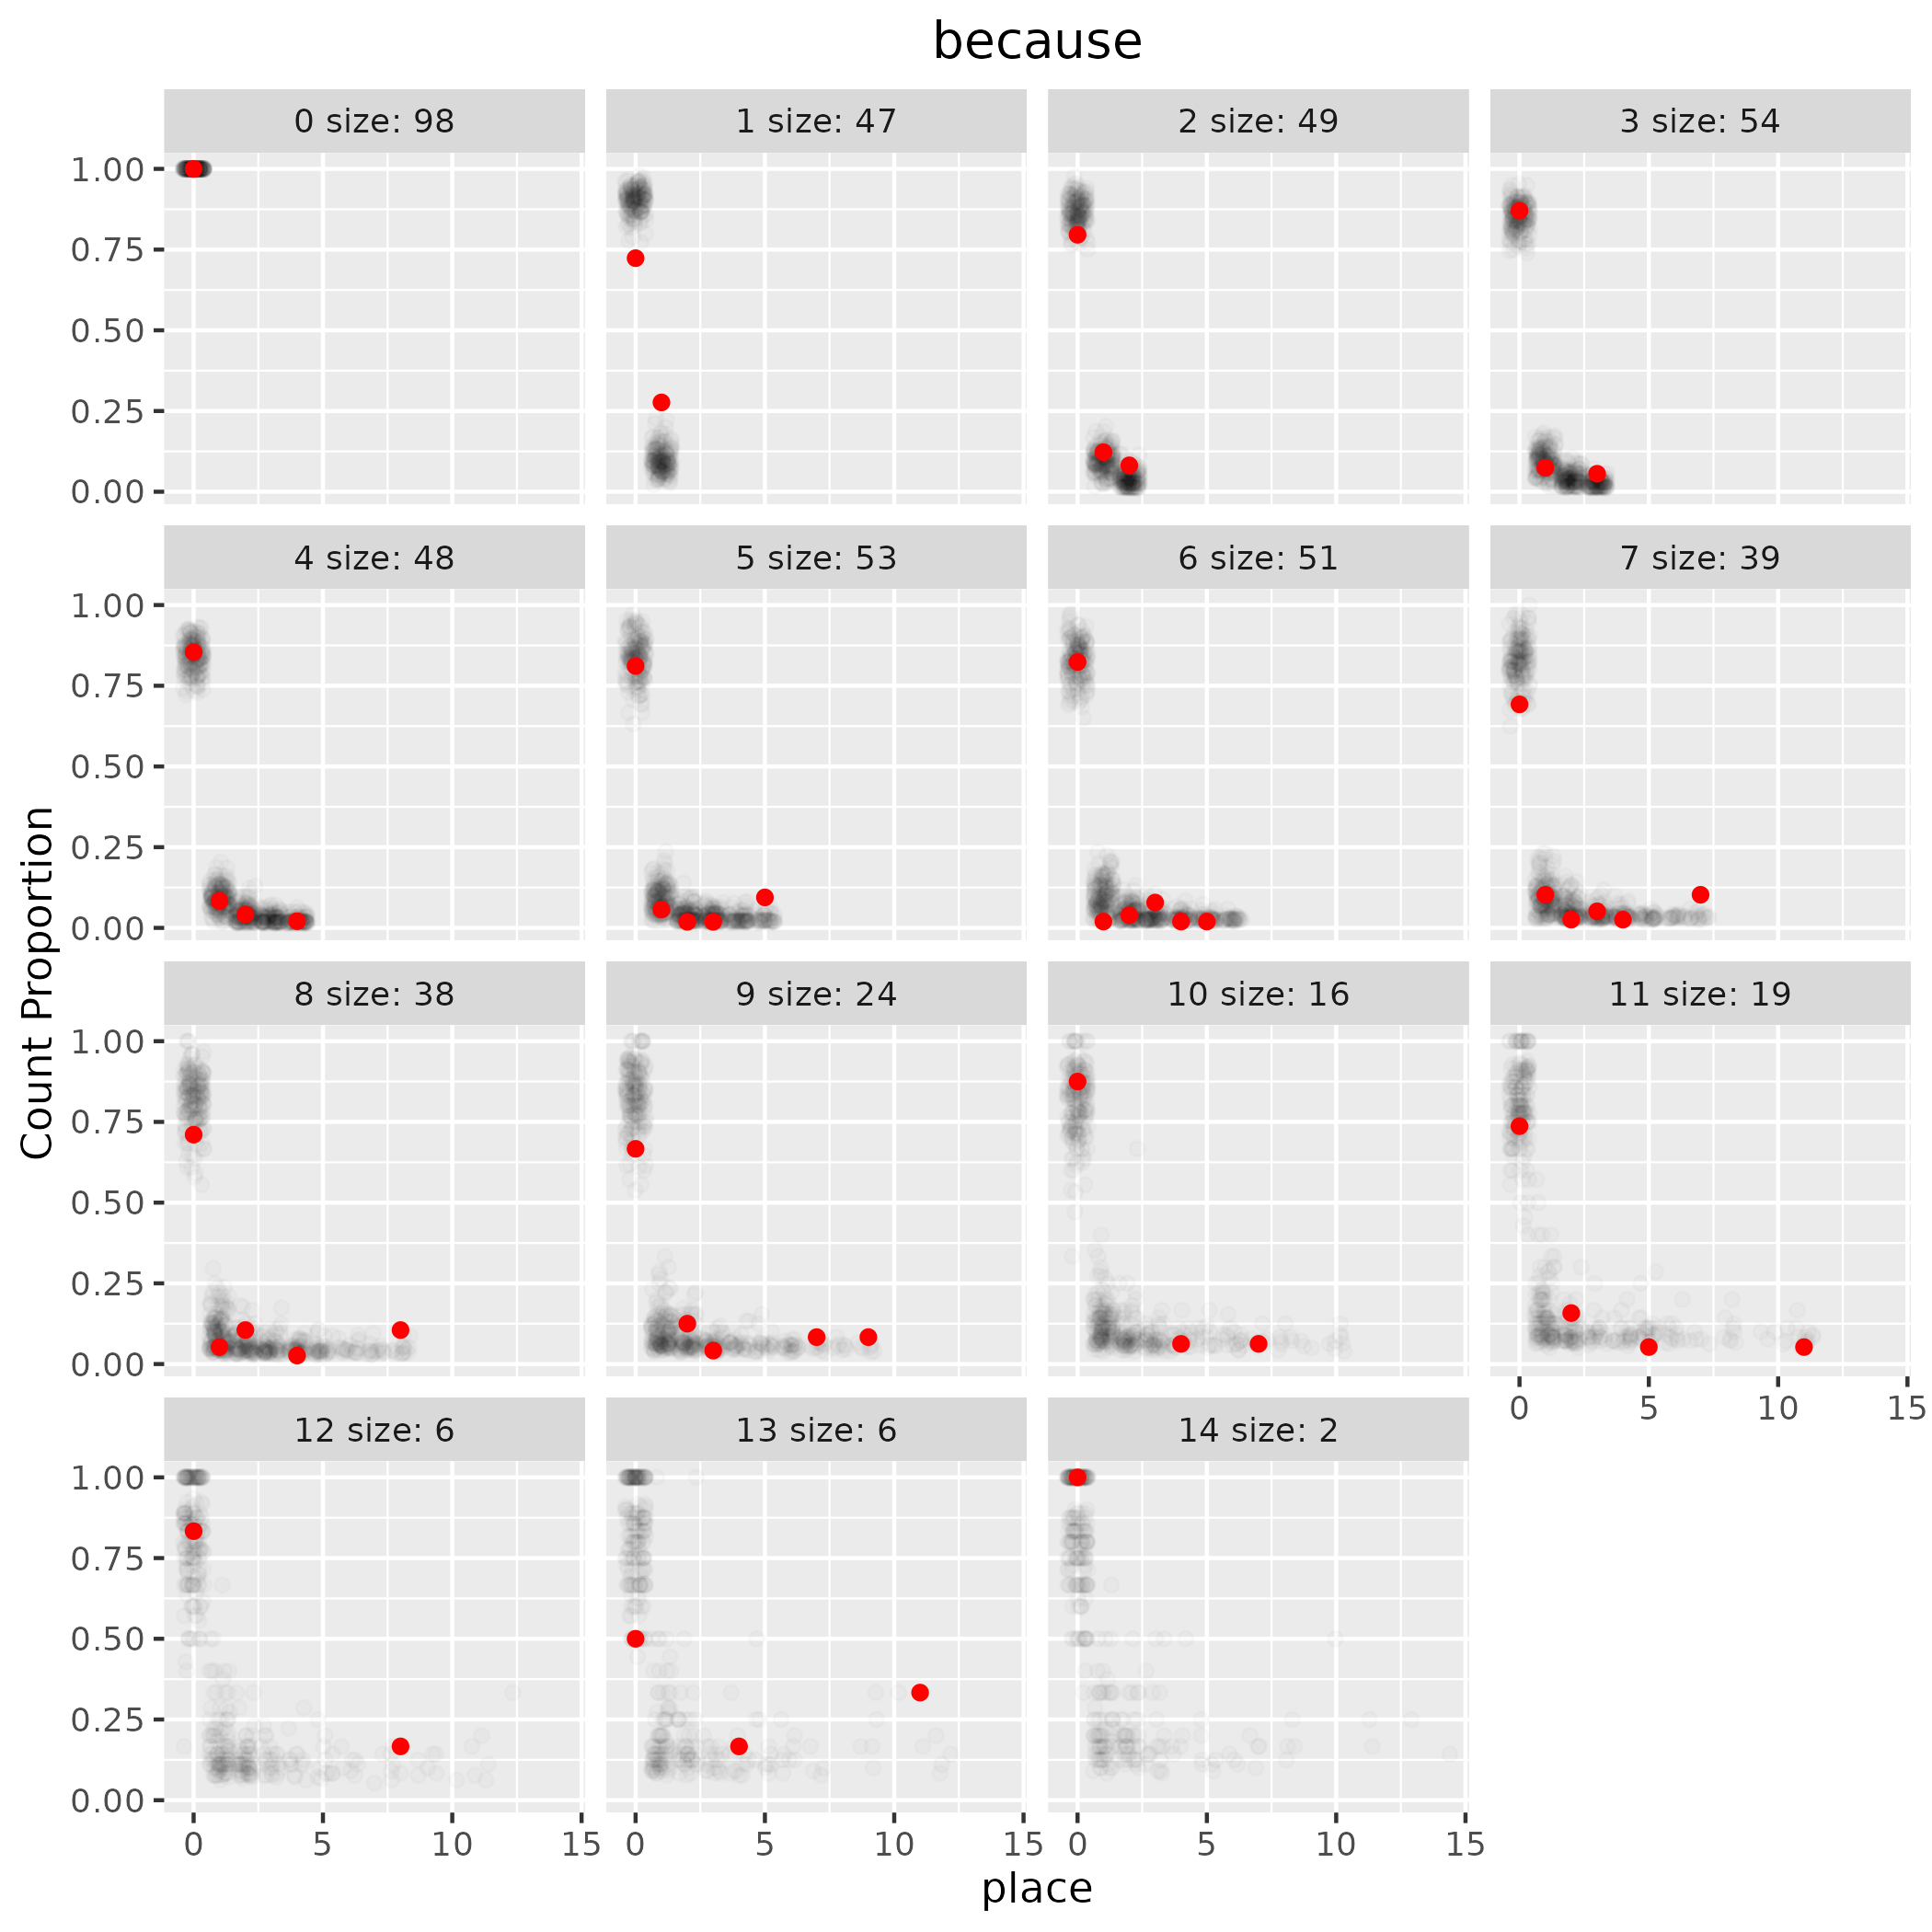 because
0 size: 98
1 size: 47
2 size: 49
3 size: 54
1.00
0.75
0.50
0.25
0.00
4 size: 48
5 size: 53
6 size: 51
7 size: 39
1.00
0.75
0.50
0.25
0.00
8 size: 38
9 size: 24
10 size: 16
11 size: 19
1.00
0.75
0.50
0.25
0.00
0 5 10 15
12 size: 6
13 size: 6
14 size: 2
1.00
0.75
0.50
0.25
0.00
0 5 10 15
0 5 10 15
0 5 10 15
place
Count Proportion